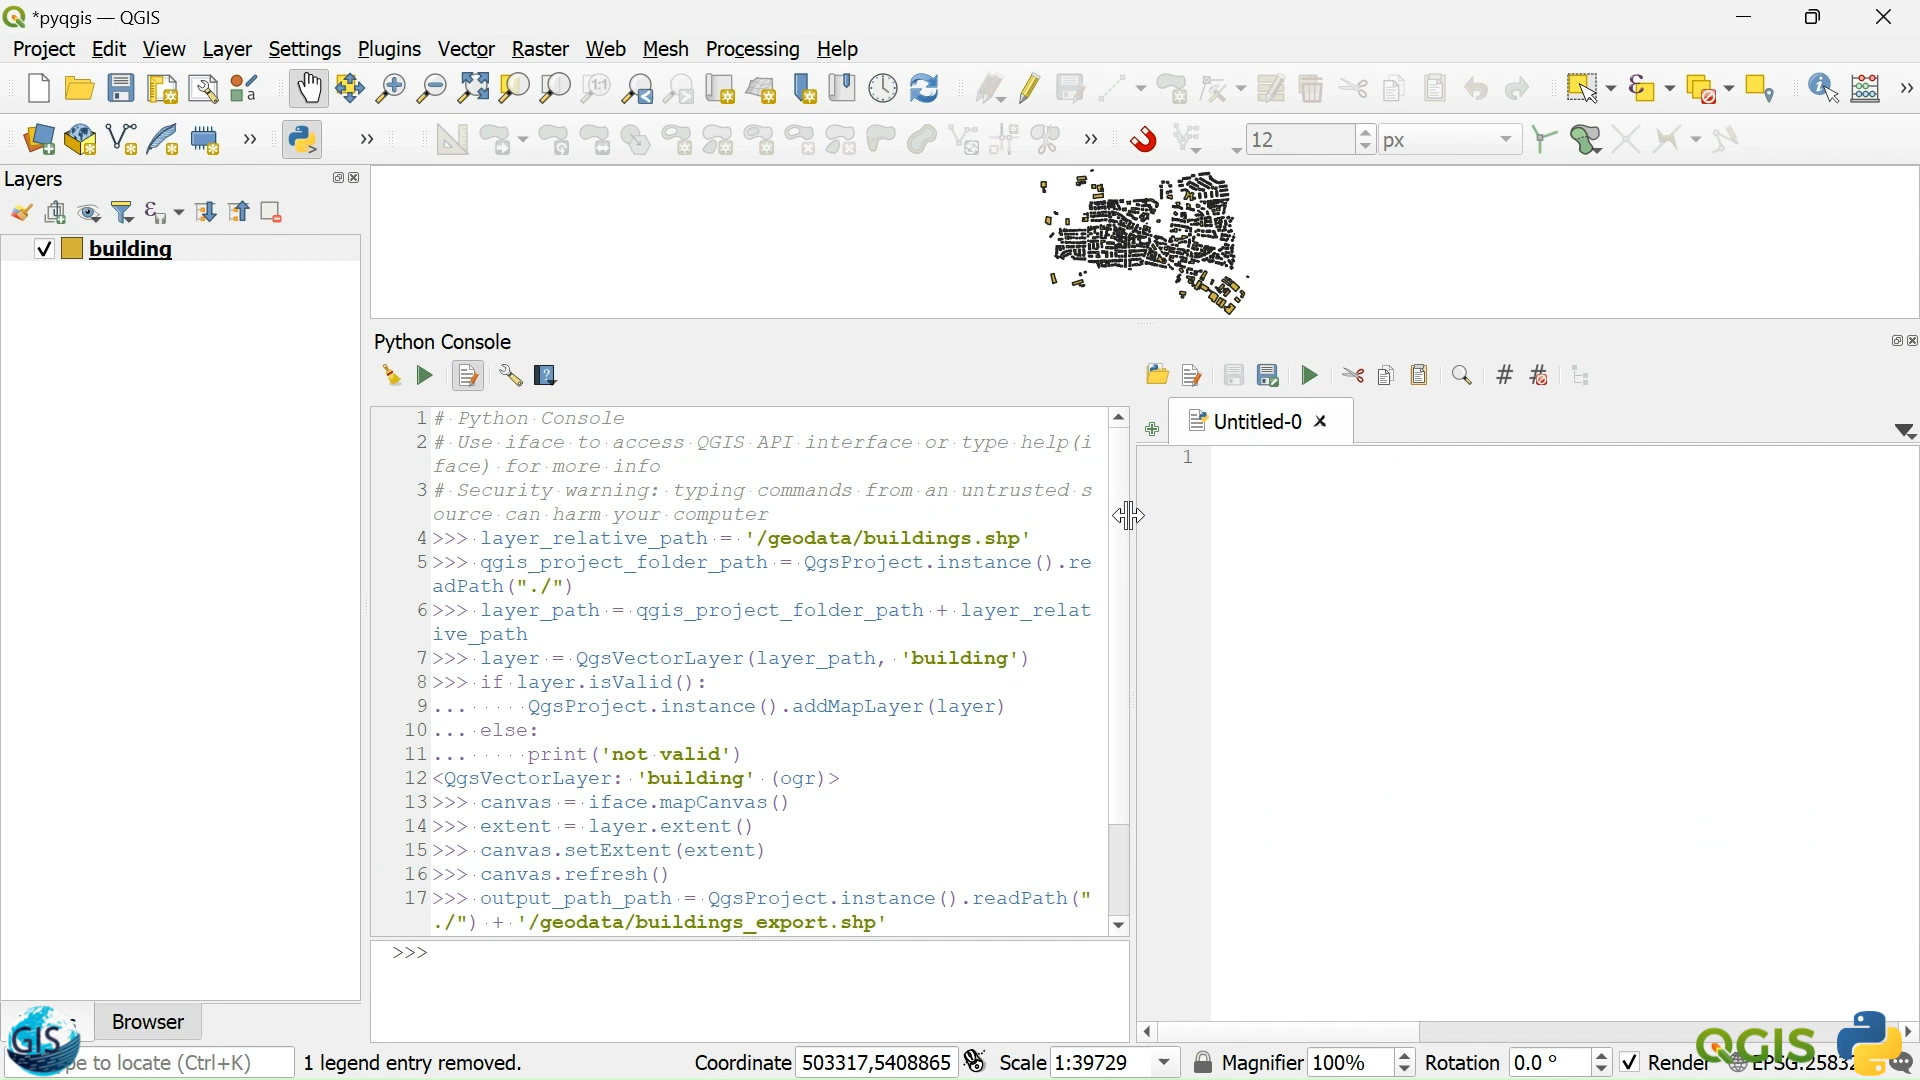 *pyqgis — QGIS
Project Edit View Layer Settings Plugins Vector Raster Web Mesh Processing Help
12 px
Layers
building
Python Console
Untitled-0
1 # Python Console
2 # Use iface to access QGIS API interface or type help(i
face) for more info
3 # Security warning: typing commands from an untrusted s
ource can harm your computer
4 >>> layer_relative_path = '/geodata/buildings.shp'
5 >>> qgis_project_folder_path = QgsProject.instance().re
adPath("./")
6 >>> layer_path = qgis_project_folder_path + layer_relat
ive_path
7 >>> layer = QgsVectorLayer(layer_path, 'building')
8 >>> if layer.isValid():
9 ...     QgsProject.instance().addMapLayer(layer)
10 ... else:
11 ...     print('not valid')
12 <QgsVectorLayer: 'building' (ogr)>
13 >>> canvas = iface.mapCanvas()
14 >>> extent = layer.extent()
15 >>> canvas.setExtent(extent)
16 >>> canvas.refresh()
17 >>> output_path_path = QgsProject.instance().readPath("
./") + '/geodata/buildings_export.shp'
>>>
1
Browser
GIS
pe to locate (Ctrl+K) 1 legend entry removed. Coordinate 503317,5408865 Scale 1:39729 Magnifier 100% Rotation 0.0 ° Render
QGIS